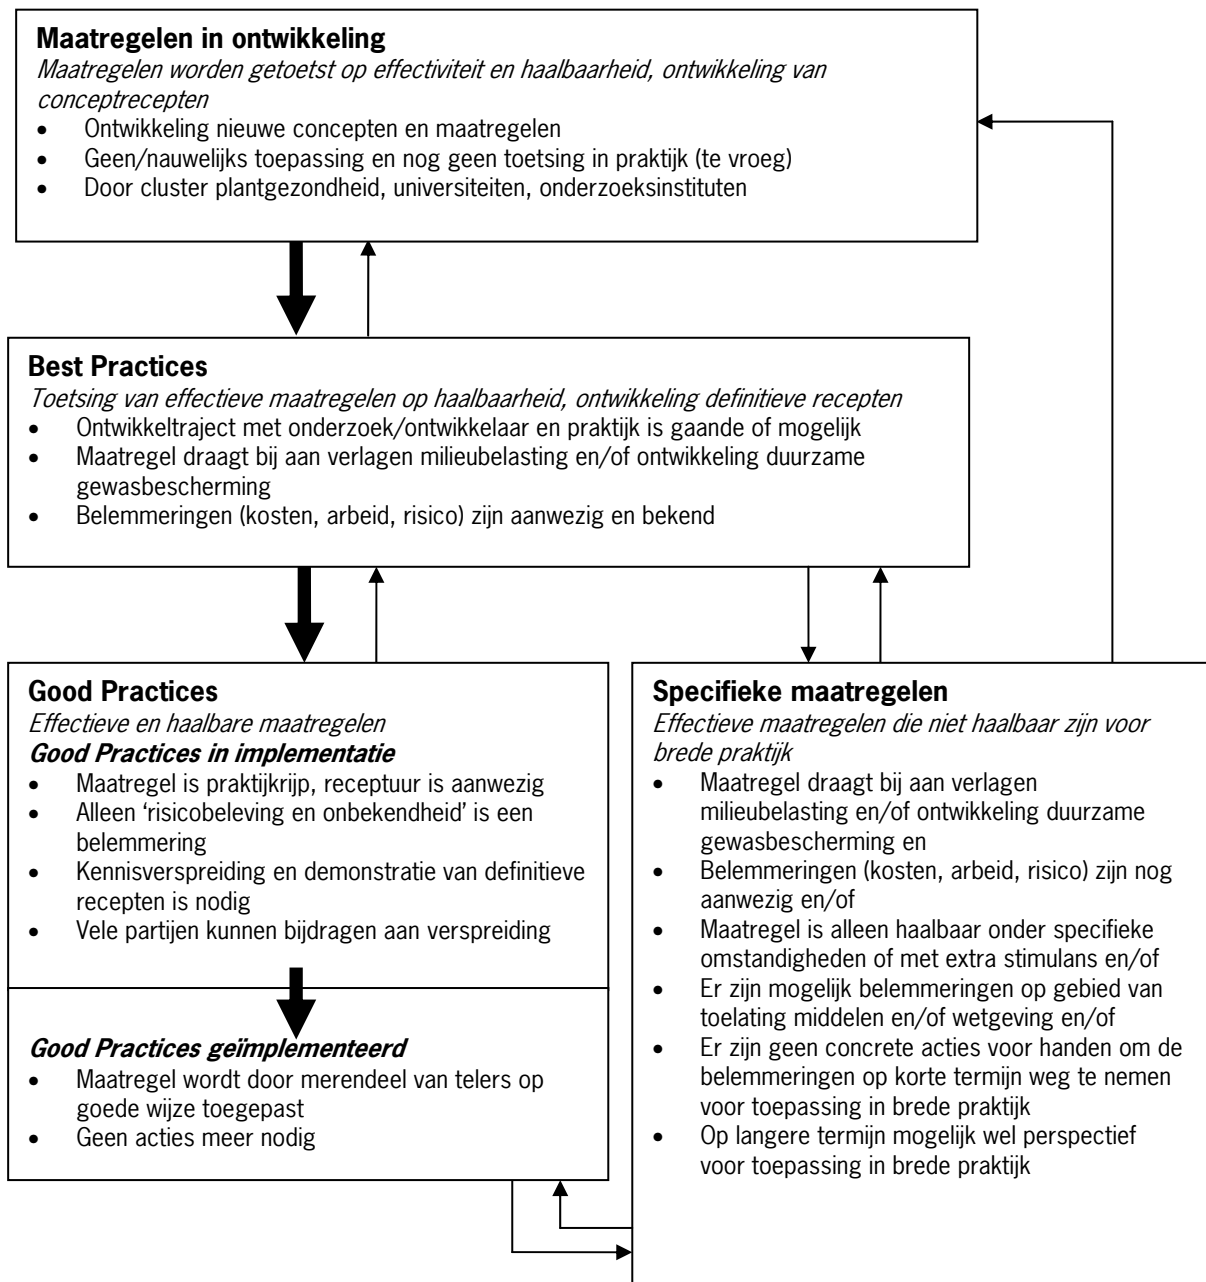 Maatregelen in ontwikkeling
Maatregelen worden getoetst op effectiviteit en haalbaarheid, ontwikkeling van
conceptrecepten
• Ontwikkeling nieuwe concepten en maatregelen
• Geen/nauwelijks toepassing en nog geen toetsing in praktijk (te vroeg)
• Door cluster plantgezondheid, universiteiten, onderzoeksinstituten
Best Practices
Toetsing van effectieve maatregelen op haalbaarheid, ontwikkeling definitieve recepten
• Ontwikkeltraject met onderzoek/ontwikkelaar en praktijk is gaande of mogelijk
• Maatregel draagt bij aan verlagen milieubelasting en/of ontwikkeling duurzame
gewasbescherming
• Belemmeringen (kosten, arbeid, risico) zijn aanwezig en bekend
Good Practices
Effectieve en haalbare maatregelen
Good Practices in implementatie
• Maatregel is praktijkrijp, receptuur is aanwezig
• Alleen ‘risicobeleving en onbekendheid’ is een
belemmering
• Kennisverspreiding en demonstratie van definitieve
recepten is nodig
• Vele partijen kunnen bijdragen aan verspreiding
Good Practices geïmplementeerd
• Maatregel wordt door merendeel van telers op
goede wijze toegepast
• Geen acties meer nodig
Specifieke maatregelen
Effectieve maatregelen die niet haalbaar zijn voor
brede praktijk
• Maatregel draagt bij aan verlagen
milieubelasting en/of ontwikkeling duurzame
gewasbescherming en
• Belemmeringen (kosten, arbeid, risico) zijn nog
aanwezig en/of
• Maatregel is alleen haalbaar onder specifieke
omstandigheden of met extra stimulans en/of
• Er zijn mogelijk belemmeringen op gebied van
toelating middelen en/of wetgeving en/of
• Er zijn geen concrete acties voor handen om de
belemmeringen op korte termijn weg te nemen
voor toepassing in brede praktijk
• Op langere termijn mogelijk wel perspectief
voor toepassing in brede praktijk